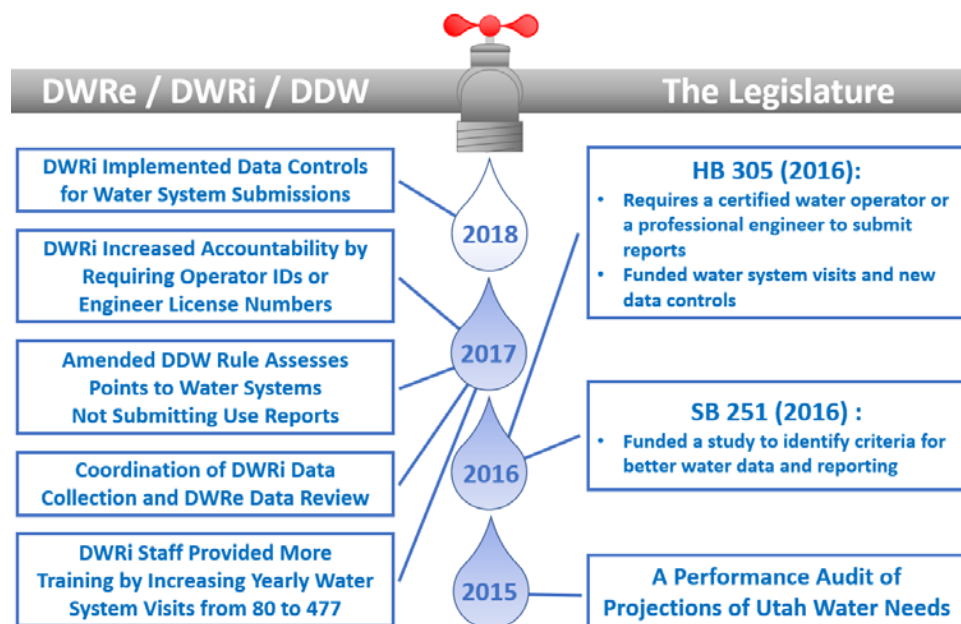 DWRe / DWRi / DDW
The Legislature
DWRi Implemented Data Controls
for Water System Submissions
DWRi Increased Accountability by
Requiring Operator IDs or
Engineer License Numbers
Amended DDW Rule Assesses
Points to Water Systems
Not Submitting Use Reports
Coordination of DWRi Data
Collection and DWRe Data Review
DWRi Staff Provided More
Training by Increasing Yearly Water
System Visits from 80 to 477
2018
2017
2016
2015
HB 305 (2016):
• Requires a certified water operator or
a professional engineer to submit
reports
• Funded water system visits and new
data controls
SB 251 (2016) :
• Funded a study to identify criteria for
better water data and reporting
A Performance Audit of
Projections of Utah Water Needs